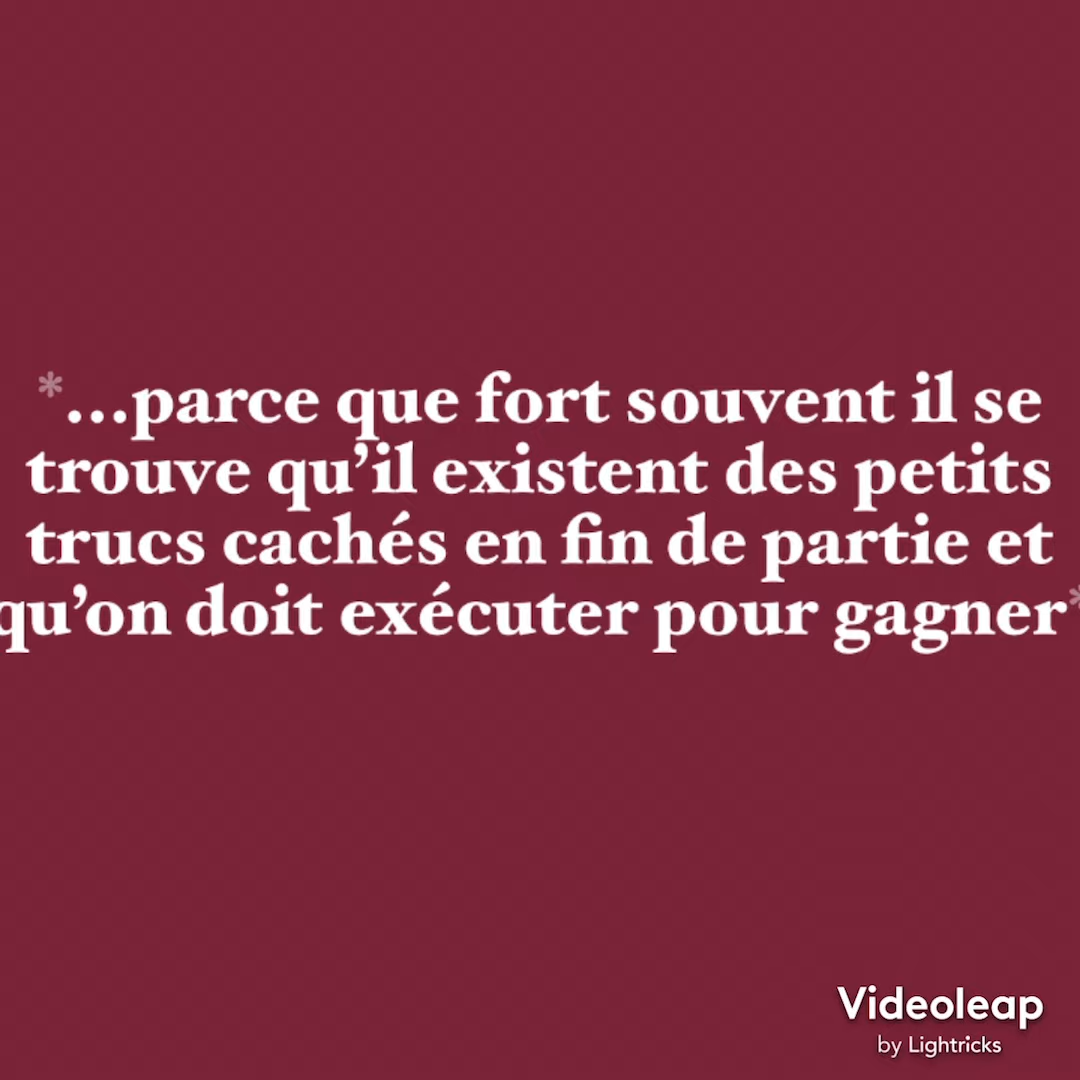 *...parce que fort souvent il se
trouve qu’il existent des petits
trucs cachés en fin de partie et
qu’on doit exécuter pour gagner*
Videoleap
by Lightricks